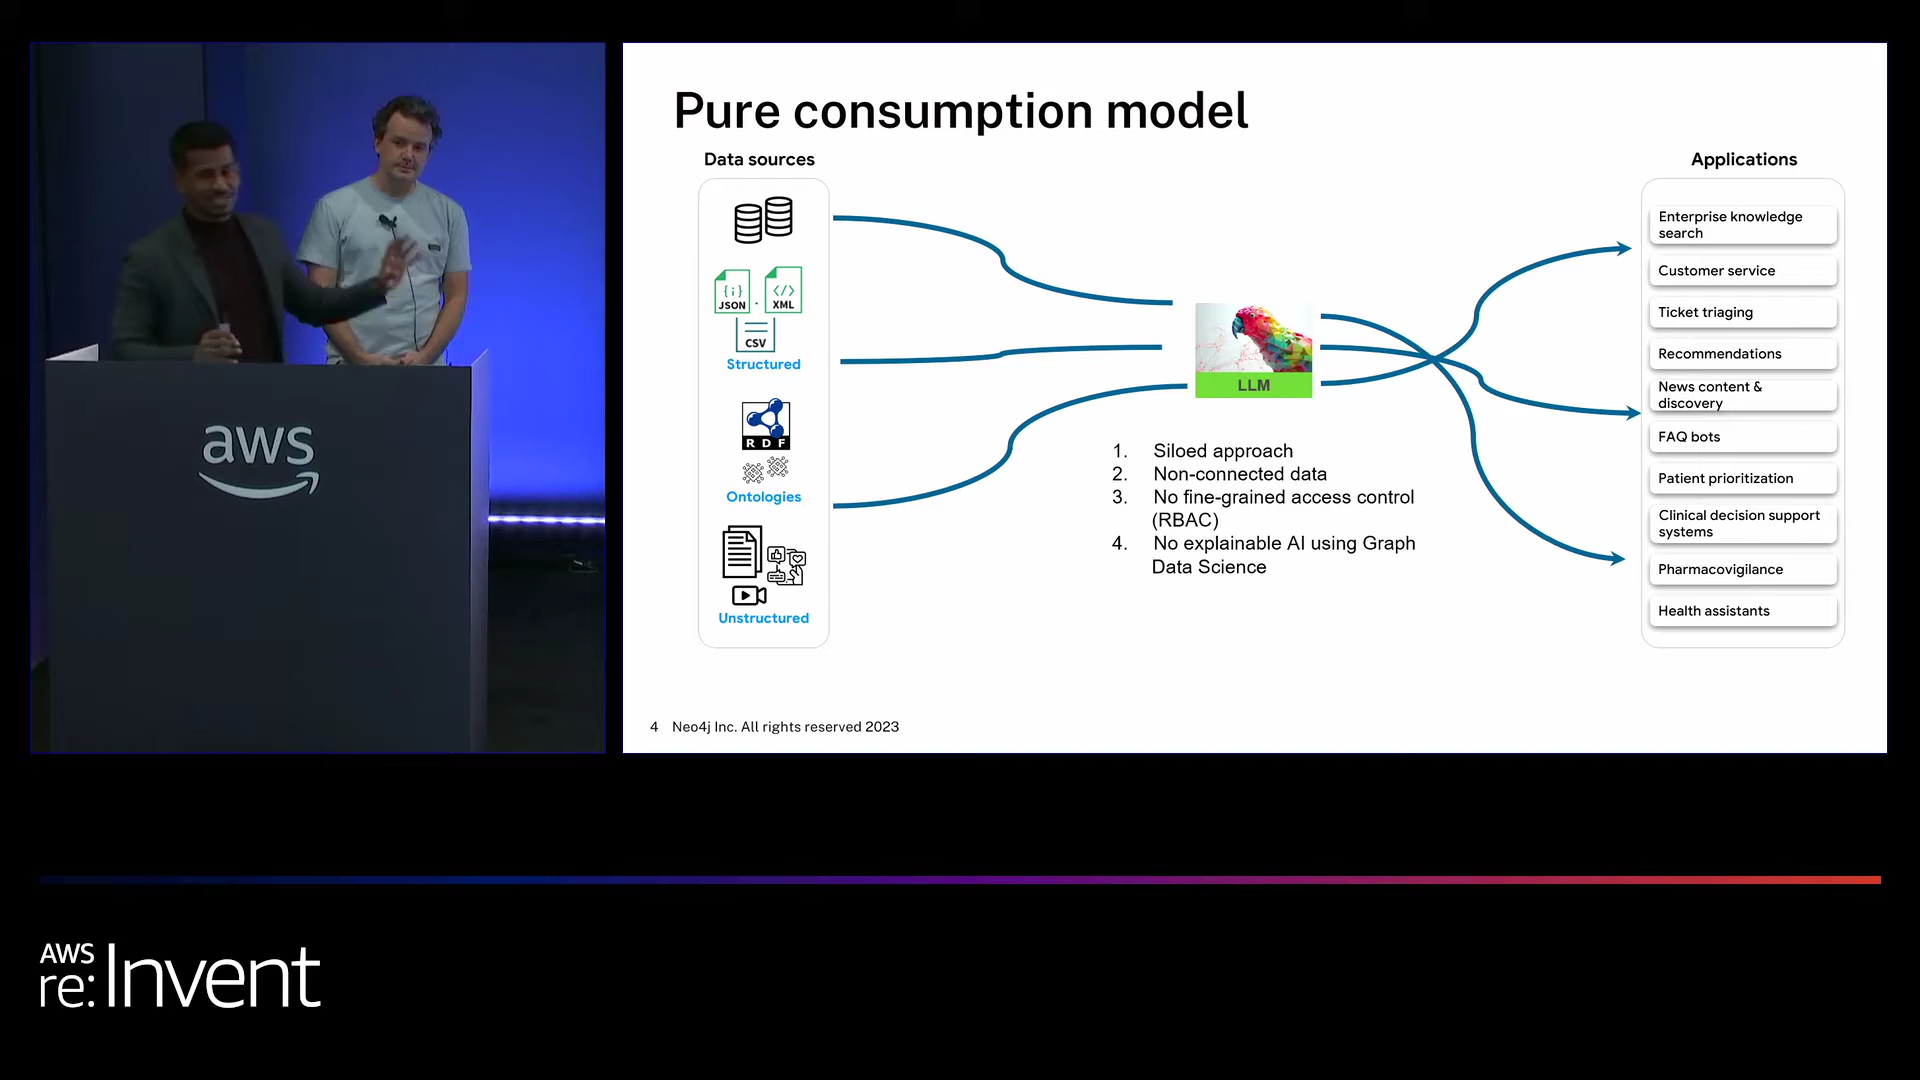 aws
Pure consumption model
Data sources
JSON
XML
CSV
Structured
RDF
Ontologies
Unstructured
LLM
1. Siloed approach
2. Non-connected data
3. No fine-grained access control
(RBAC)
4. No explainable AI using Graph
Data Science
Applications
Enterprise knowledge
search
Customer service
Ticket triaging
Recommendations
News content &
discovery
FAQ bots
Patient prioritization
Clinical decision support
systems
Pharmacovigilance
Health assistants
4 Neo4j Inc. All rights reserved 2023
AWS
re:Invent